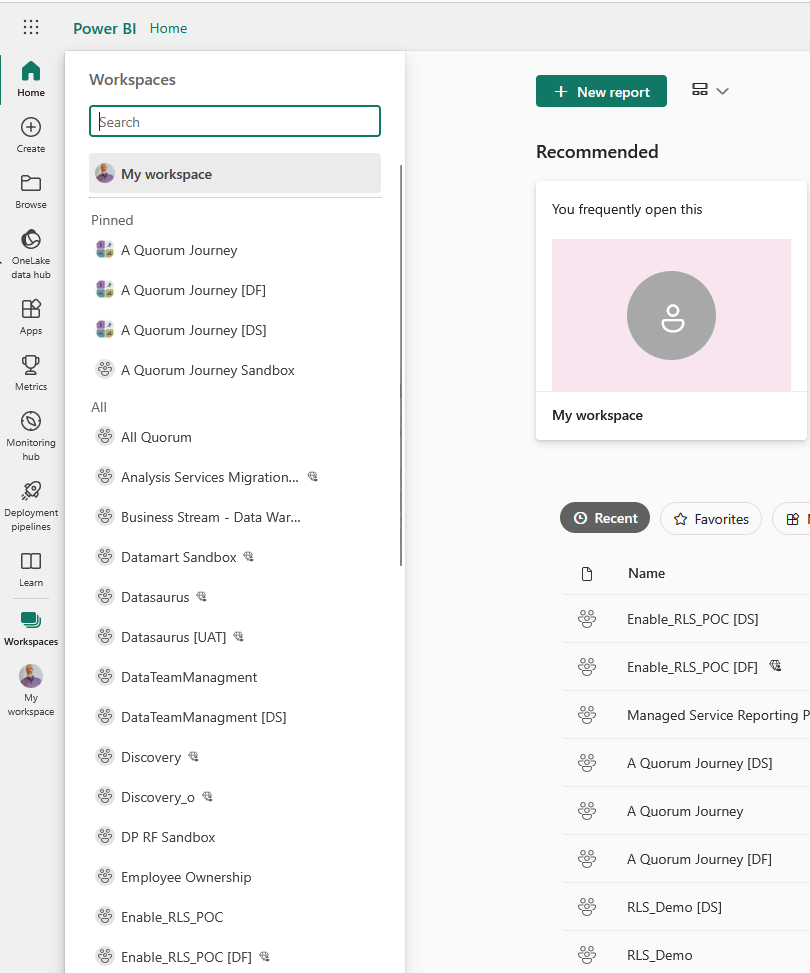 Power BI Home
Home
Create
Browse
OneLake
data hub
Apps
Metrics
Monitoring
hub
Deployment
pipelines
Learn
Workspaces
My
workspace
Workspaces
Search
My workspace
Pinned
A Quorum Journey
A Quorum Journey [DF]
A Quorum Journey [DS]
A Quorum Journey Sandbox
All
All Quorum
Analysis Services Migration...
Business Stream - Data War...
Datamart Sandbox
Datasaurus
Datasaurus [UAT]
DataTeamManagment
DataTeamManagment [DS]
Discovery
Discovery_o
DP RF Sandbox
Employee Ownership
Enable_RLS_POC
Enable_RLS_POC [DF]
New report
Recommended
You frequently open this
My workspace
Recent Favorites
Name
Enable_RLS_POC [DS]
Enable_RLS_POC [DF]
Managed Service Reporting P
A Quorum Journey [DS]
A Quorum Journey
A Quorum Journey [DF]
RLS_Demo [DS]
RLS_Demo